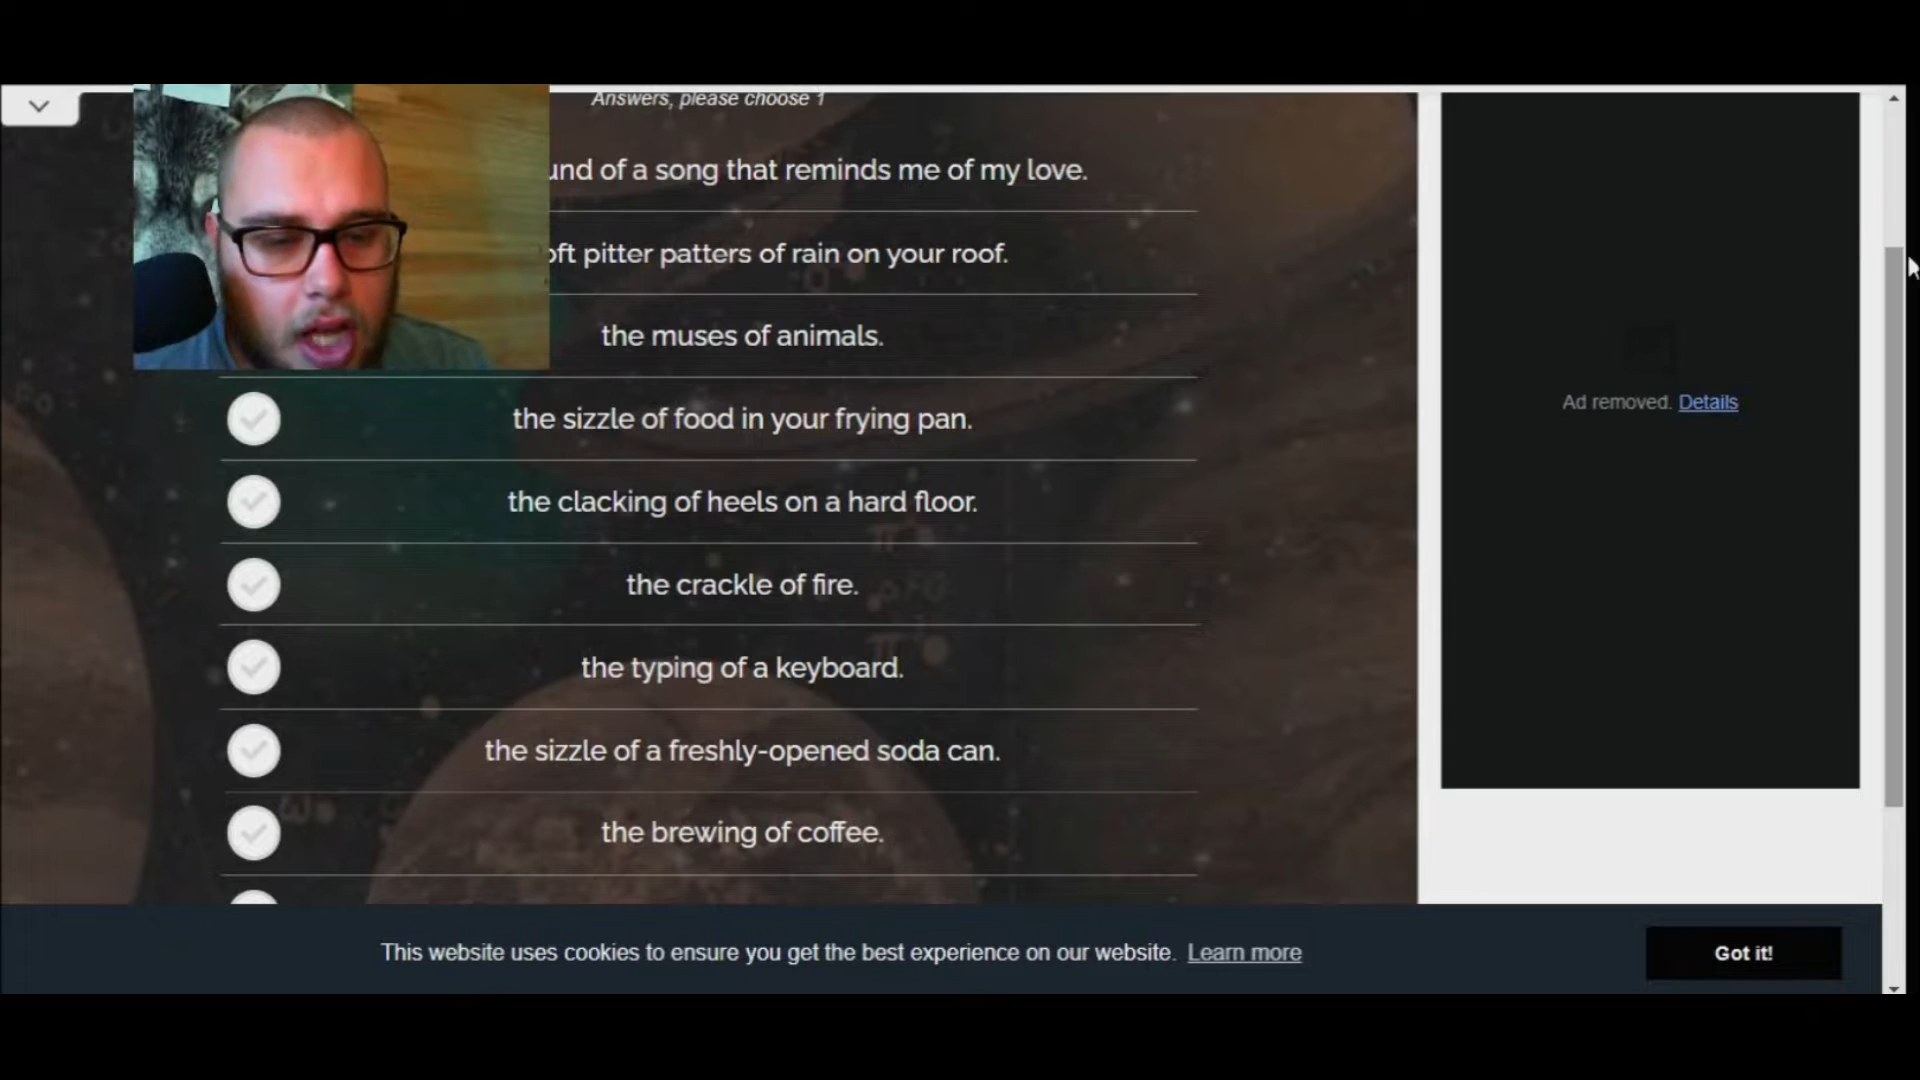 Answers, please choose 1
und of a song that reminds me of my love.
oft pitter patters of rain on your roof.
the muses of animals.
the sizzle of food in your frying pan.
the clacking of heels on a hard floor.
the crackle of fire.
the typing of a keyboard.
the sizzle of a freshly-opened soda can.
the brewing of coffee.
Ad removed. Details
This website uses cookies to ensure you get the best experience on our website. Learn more
Got it!